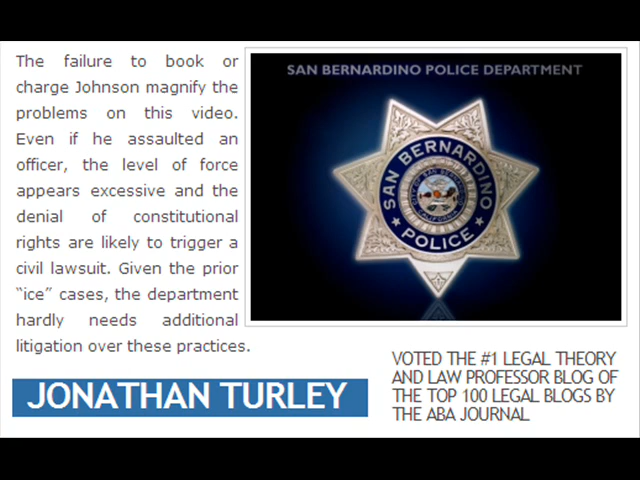 The failure to book or
charge Johnson magnify the
problems on this video.
Even if he assaulted an
officer, the level of force
appears excessive and the
denial of constitutional
rights are likely to trigger a
civil lawsuit. Given the prior
“ice” cases, the department
hardly needs additional
litigation over these practices.
SAN BERNARDINO POLICE DEPARTMENT
SAN BERNARDINO
POLICE
JONATHAN TURLEY
VOTED THE #1 LEGAL THEORY
AND LAW PROFESSOR BLOG OF
THE TOP 100 LEGAL BLOGS BY
THE ABA JOURNAL